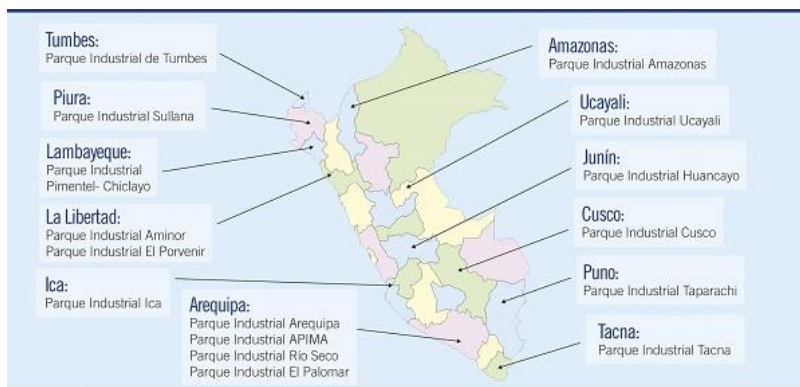 Tumbes:
Parque Industrial de Tumbes
Piura:
Parque Industrial Sullana
Lambayeque:
Parque Industrial
Pimentel- Chiclayo
La Libertad:
Parque Industrial Aminor
Parque Industrial El Porvenir
Ica:
Parque Industrial Ica
Arequipa:
Parque Industrial Arequipa
Parque Industrial APIMA
Parque Industrial Río Seco
Parque Industrial El Palomar
Amazonas:
Parque Industrial Amazonas
Ucayali:
Parque Industrial Ucayali
Junín:
Parque Industrial Huancayo
Cusco:
Parque Industrial Cusco
Puno:
Parque Industrial Taparachi
Tacna:
Parque Industrial Tacna